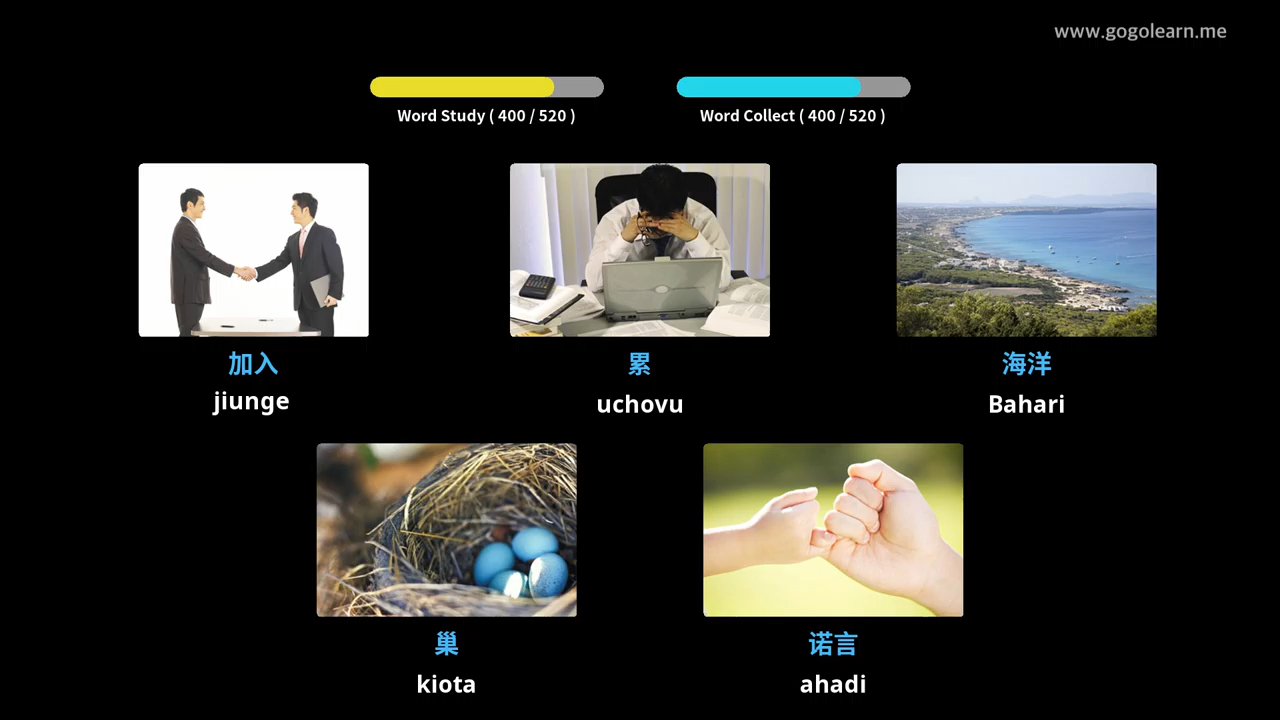 www.gogolearn.me
Word Study ( 400 / 520 )
Word Collect ( 400 / 520 )
加入
jiunge
累
uchovu
海洋
Bahari
巢
kiota
诺言
ahadi